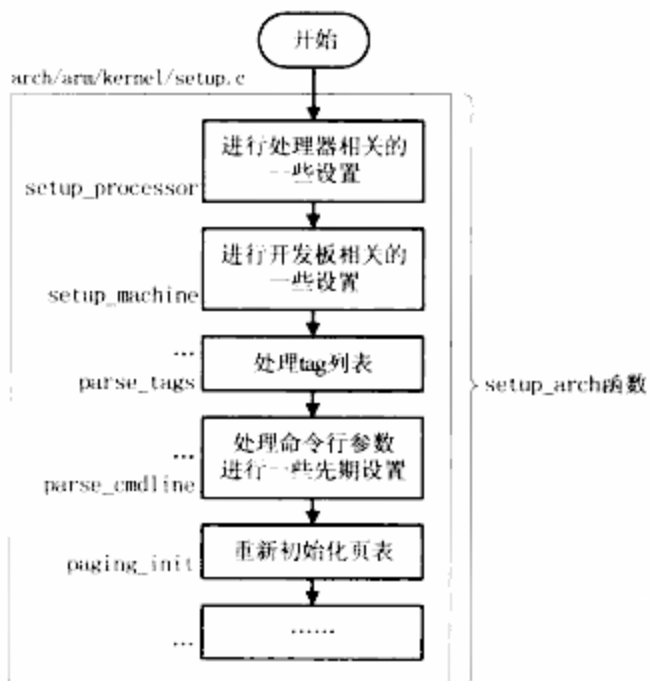 开始
arch/arm/kernel/setup.c
进行处理器相关的
一些设置
setup_processor
进行开发板相关的
一些设置
setup_machine
...
处理tag列表
parse_tags
处理命令行参数
...
进行一些先期设置
parse_cmdline
重新初始化页表
paging_init
……
...
setup_arch函数